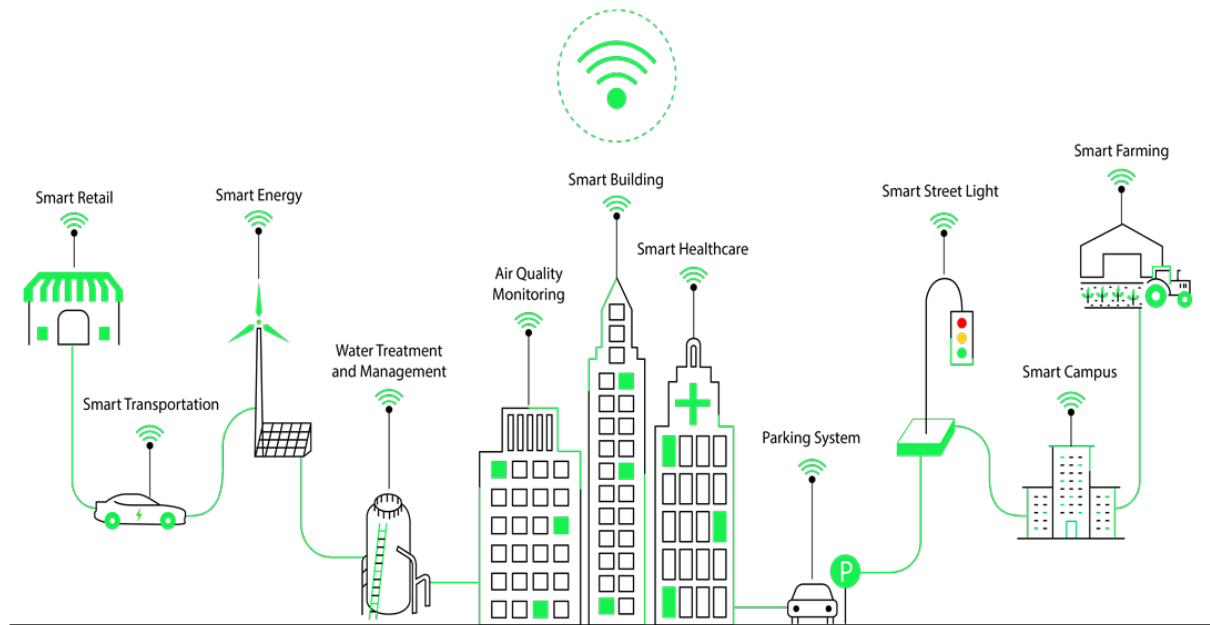 Smart Retail
Smart Transportation
Smart Energy
Water Treatment
and Management
Air Quality
Monitoring
Smart Building
Smart Healthcare
Parking System
P
Smart Street Light
Smart Campus
Smart Farming